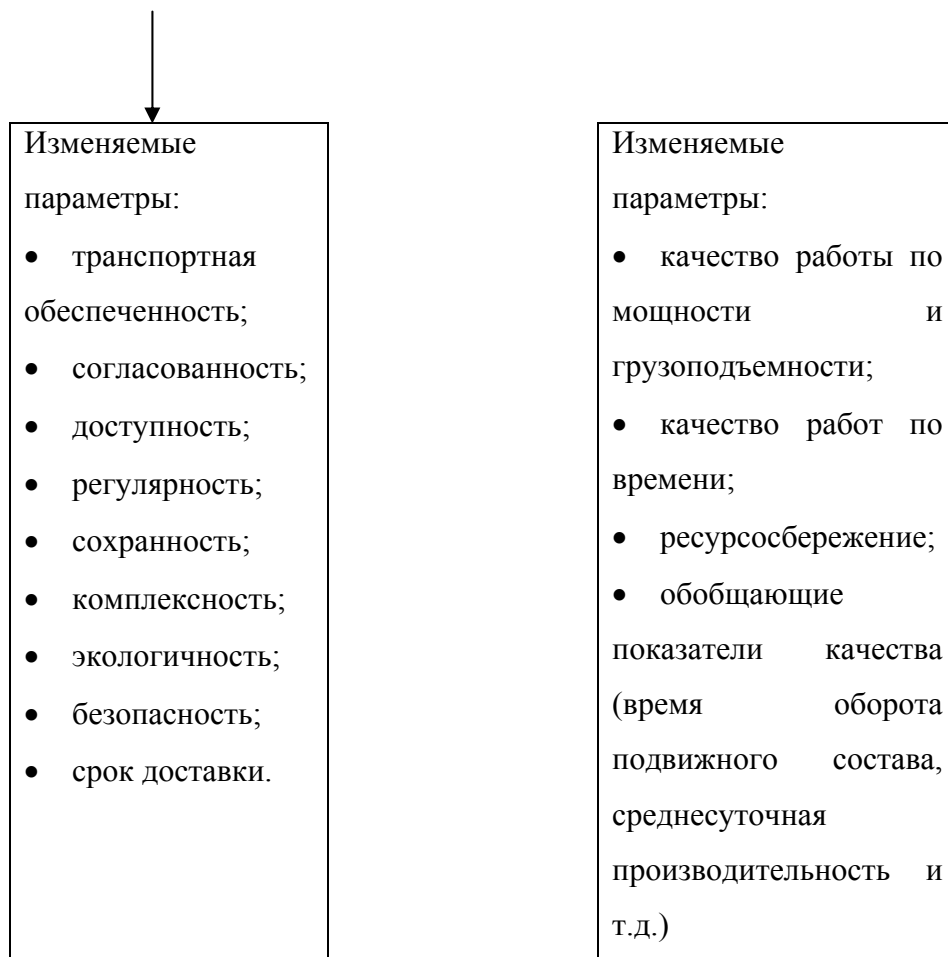 Изменяемые
параметры:
• транспортная
обеспеченность;
• согласованность;
• доступность;
• регулярность;
• сохранность;
• комплексность;
• экологичность;
• безопасность;
• срок доставки.
Изменяемые
параметры:
• качество работы по
мощности и
грузоподъемности;
• качество работ по
времени;
• ресурсосбережение;
• обобщающие
показатели качества
(время оборота
подвижного состава,
среднесуточная
производительность и
т.д.)